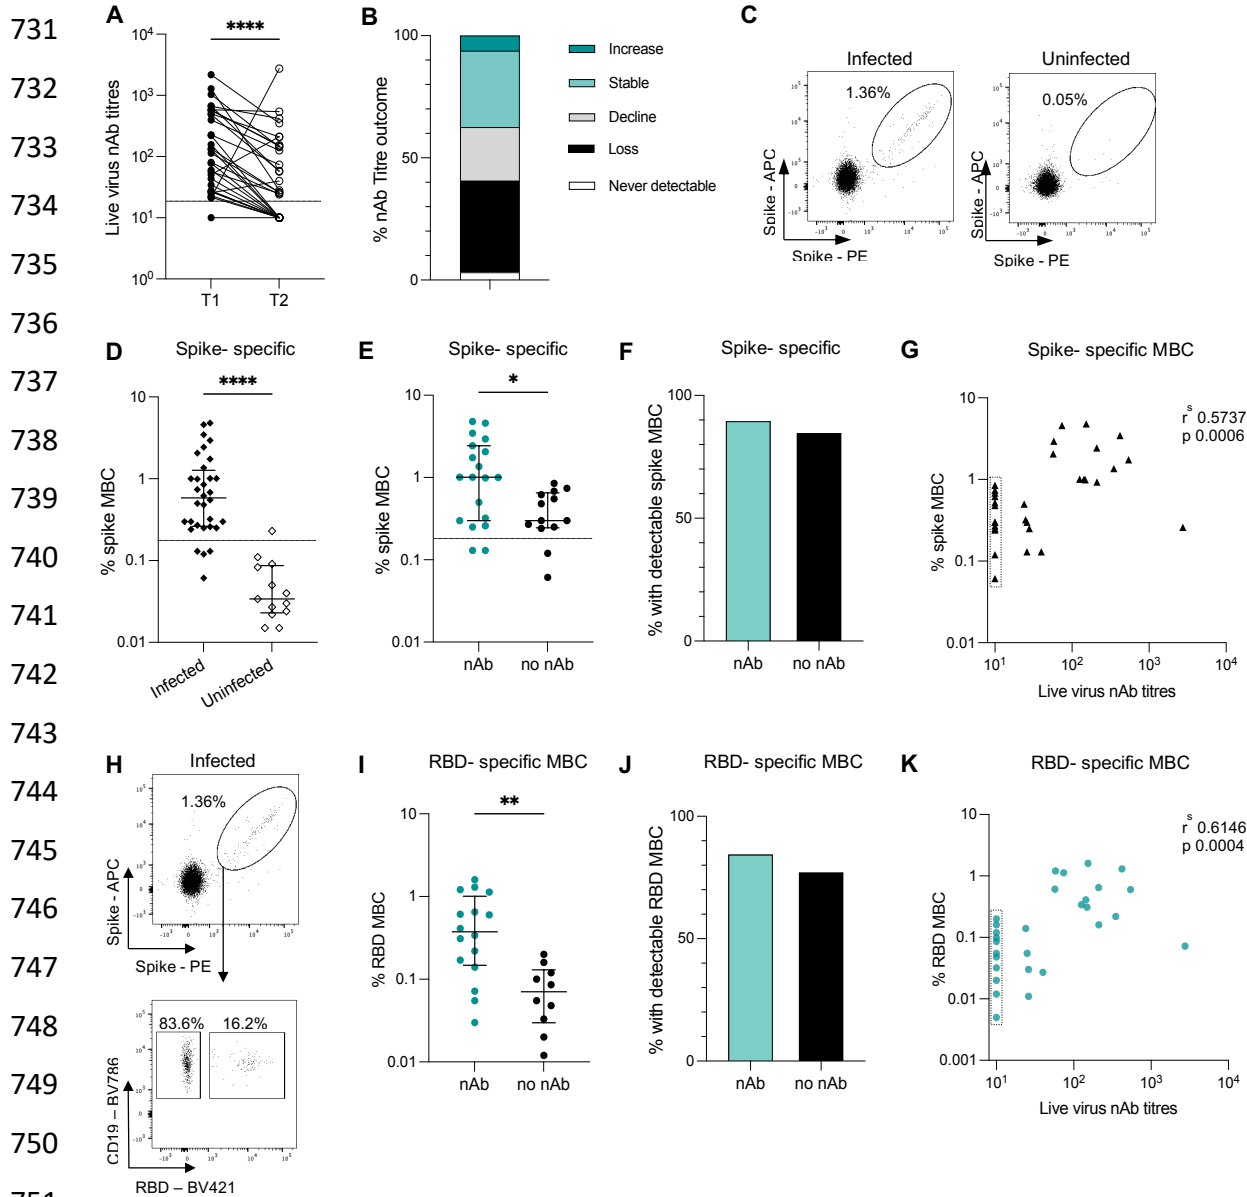 731
732
733
734
735
736
737
738
739
740
741
742
743
744
745
746
747
748
749
750
A
****
Live virus nAb titres
10⁴
10³
10²
10¹
10⁰
T1 T2
B
% nAb Titre outcome
100
50
0
Increase
Stable
Decline
Loss
Never detectable
C
Infected
1.36%
Spike - APC
Spike - PE
Uninfected
0.05%
Spike - APC
Spike - PE
D
Spike- specific
****
% spike MBC
10
1
0.1
0.01
Infected Uninfected
E
Spike- specific
*
% spike MBC
10
1
0.1
0.01
nAb no nAb
F
Spike- specific
% with detectable spike MBC
100
50
0
nAb no nAb
G
Spike- specific MBC
rˢ 0.5737
p 0.0006
% spike MBC
10
1
0.1
0.01
10¹ 10² 10³ 10⁴
Live virus nAb titres
H
Infected
1.36%
Spike - APC
Spike - PE
83.6% 16.2%
CD19 – BV786
RBD – BV421
I
RBD- specific MBC
**
% RBD MBC
10
1
0.1
0.01
nAb no nAb
J
RBD- specific MBC
% with detectable RBD MBC
100
50
0
nAb no nAb
K
RBD- specific MBC
rˢ 0.6146
p 0.0004
% RBD MBC
10
1
0.1
0.01
0.001
10¹ 10² 10³ 10⁴
Live virus nAb titres